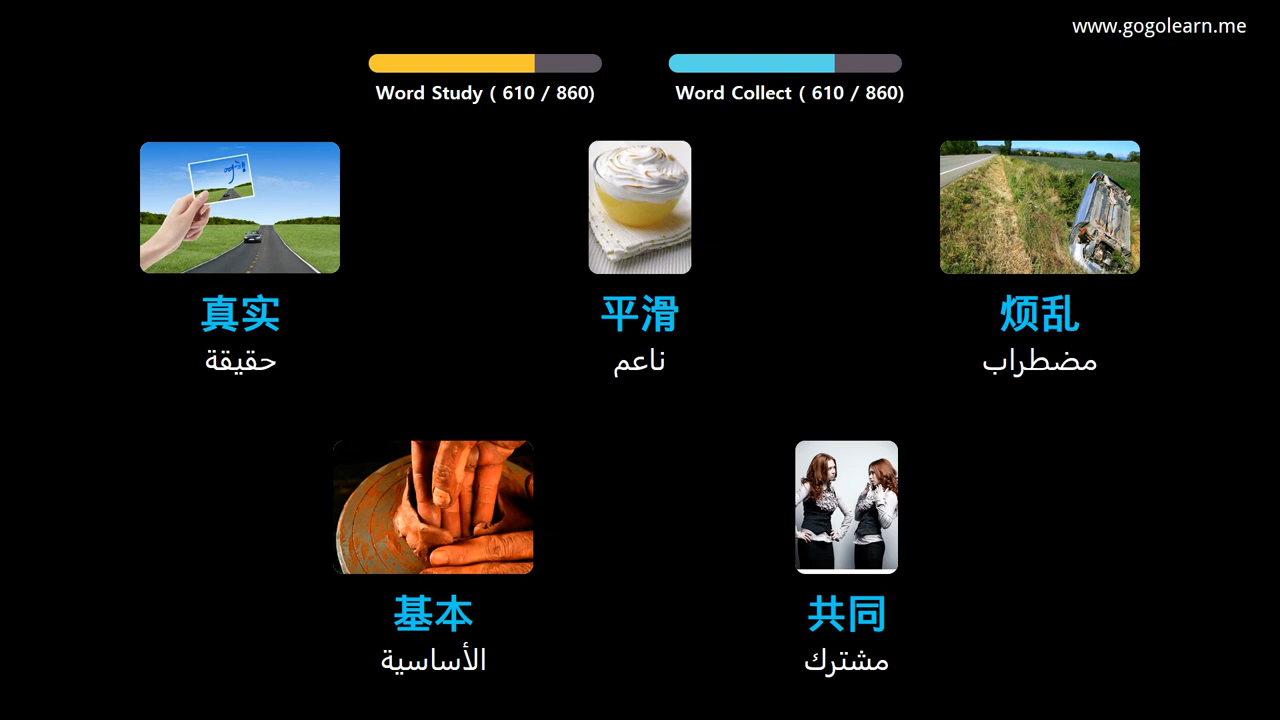 www.gogolearn.me
Word Study ( 610 / 860)
Word Collect ( 610 / 860)
真实
حقيقة
平滑
ناعم
烦乱
مضطراب
基本
الأساسية
共同
مشترك